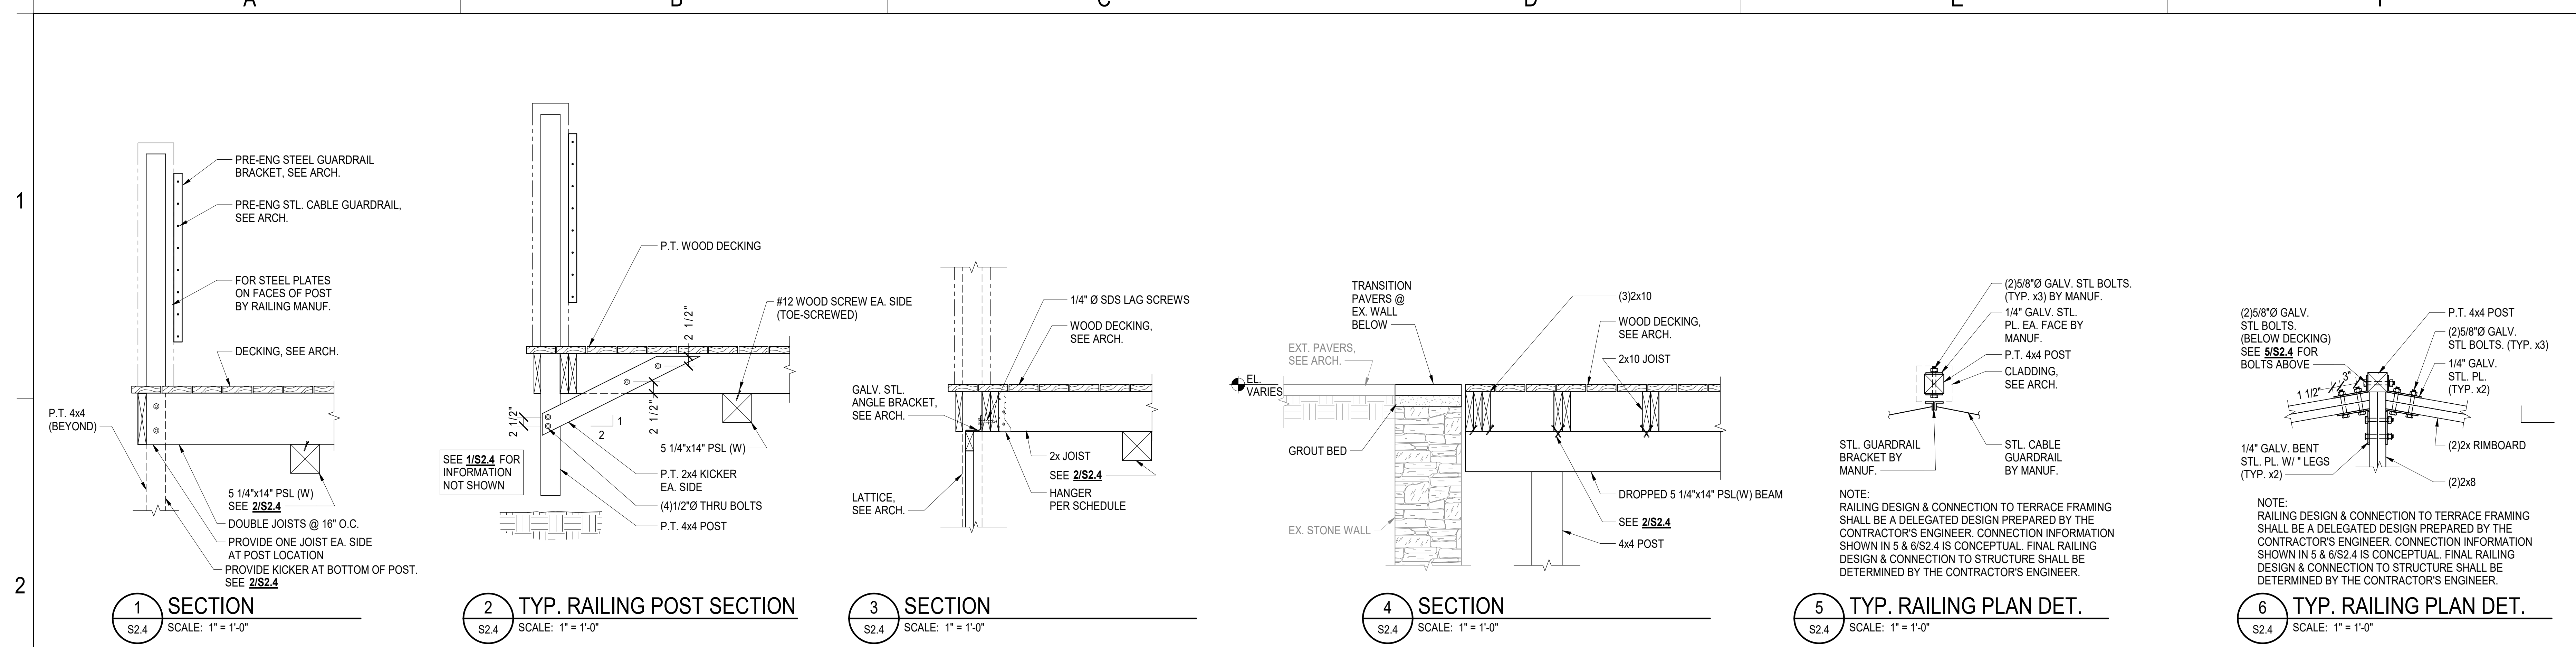 A
B
C
D
E
1
2
PRE-ENG STEEL GUARDRAIL
BRACKET, SEE ARCH.
PRE-ENG STL. CABLE GUARDRAIL,
SEE ARCH.
FOR STEEL PLATES
ON FACES OF POST
BY RAILING MANUF.
DECKING, SEE ARCH.
P.T. 4x4
(BEYOND)
5 1/4"x14" PSL (W)
SEE 2/S2.4
DOUBLE JOISTS @ 16" O.C.
PROVIDE ONE JOIST EA. SIDE
AT POST LOCATION
PROVIDE KICKER AT BOTTOM OF POST.
SEE 2/S2.4
1
S2.4
SECTION
SCALE: 1" = 1'-0"
P.T. WOOD DECKING
#12 WOOD SCREW EA. SIDE
(TOE-SCREWED)
2 1/2"
2 1/2"
2 1/2"
1
2
5 1/4"x14" PSL (W)
SEE 1/S2.4 FOR
INFORMATION
NOT SHOWN
P.T. 2x4 KICKER
EA. SIDE
(4)1/2"Ø THRU BOLTS
P.T. 4x4 POST
2
S2.4
TYP. RAILING POST SECTION
SCALE: 1" = 1'-0"
1/4" Ø SDS LAG SCREWS
WOOD DECKING,
SEE ARCH.
GALV. STL.
ANGLE BRACKET,
SEE ARCH.
2x JOIST
SEE 2/S2.4
HANGER
PER SCHEDULE
LATTICE,
SEE ARCH.
3
S2.4
SECTION
SCALE: 1" = 1'-0"
TRANSITION
PAVERS @
EX. WALL
BELOW
(3)2x10
WOOD DECKING,
SEE ARCH.
2x10 JOIST
EXT. PAVERS,
SEE ARCH.
EL.
VARIES
GROUT BED
DROPPED 5 1/4"x14" PSL(W) BEAM
SEE 2/S2.4
EX. STONE WALL
4x4 POST
4
S2.4
SECTION
SCALE: 1" = 1'-0"
(2)5/8"Ø GALV. STL BOLTS.
(TYP. x3) BY MANUF.
1/4" GALV. STL.
PL. EA. FACE BY
MANUF.
P.T. 4x4 POST
CLADDING,
SEE ARCH.
STL. GUARDRAIL
BRACKET BY
MANUF.
STL. CABLE
GUARDRAIL
BY MANUF.
NOTE:
RAILING DESIGN & CONNECTION TO TERRACE FRAMING
SHALL BE A DELEGATED DESIGN PREPARED BY THE
CONTRACTOR'S ENGINEER. CONNECTION INFORMATION
SHOWN IN 5 & 6/S2.4 IS CONCEPTUAL. FINAL RAILING
DESIGN & CONNECTION TO STRUCTURE SHALL BE
DETERMINED BY THE CONTRACTOR'S ENGINEER.
5
S2.4
TYP. RAILING PLAN DET.
SCALE: 1" = 1'-0"
(2)5/8"Ø GALV.
STL BOLTS.
(BELOW DECKING)
SEE 5/S2.4 FOR
BOLTS ABOVE
P.T. 4x4 POST
(2)5/8"Ø GALV.
STL BOLTS. (TYP. x3)
1/4" GALV.
STL. PL.
(TYP. x2)
1 1/2"
3"
1/4" GALV. BENT
STL. PL. W/ " LEGS
(TYP. x2)
(2)2x RIMBOARD
(2)2x8
NOTE:
RAILING DESIGN & CONNECTION TO TERRACE FRAMING
SHALL BE A DELEGATED DESIGN PREPARED BY THE
CONTRACTOR'S ENGINEER. CONNECTION INFORMATION
SHOWN IN 5 & 6/S2.4 IS CONCEPTUAL. FINAL RAILING
DESIGN & CONNECTION TO STRUCTURE SHALL BE
DETERMINED BY THE CONTRACTOR'S ENGINEER.
6
S2.4
TYP. RAILING PLAN DET.
SCALE: 1" = 1'-0"